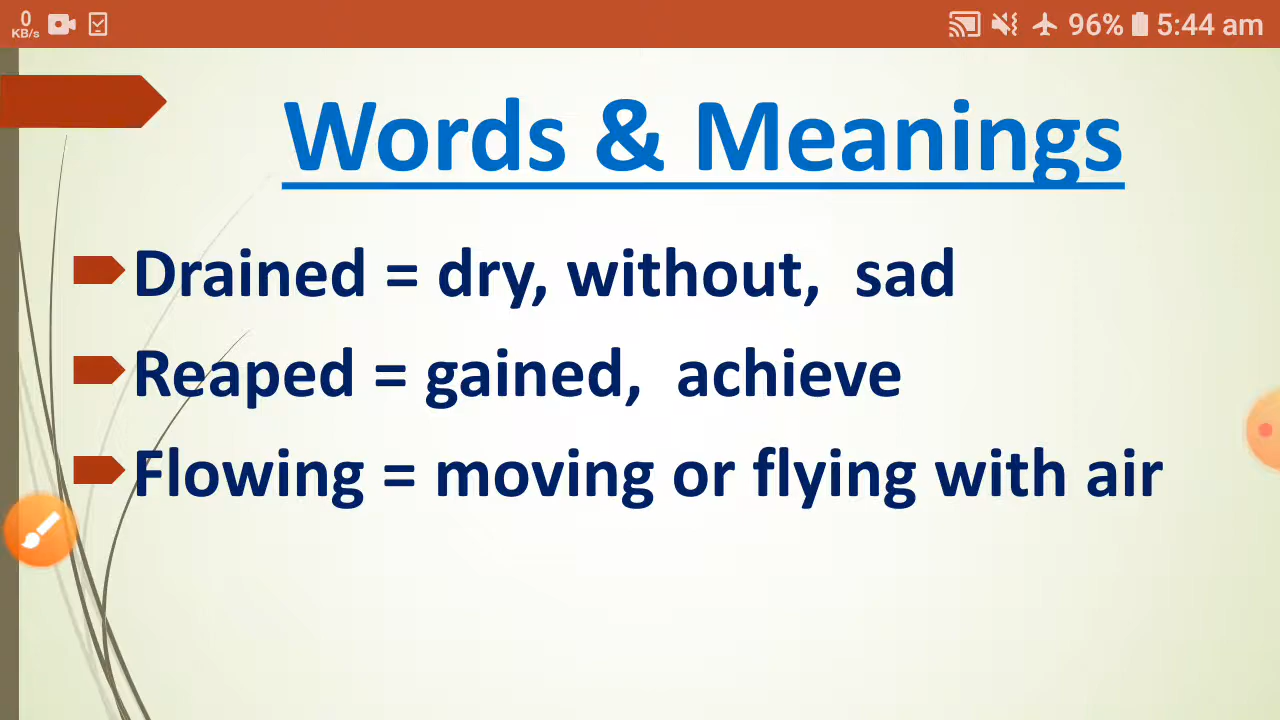 0
KB/s
96% 5:44 am
Words & Meanings
Drained = dry, without, sad
Reaped = gained, achieve
Flowing = moving or flying with air